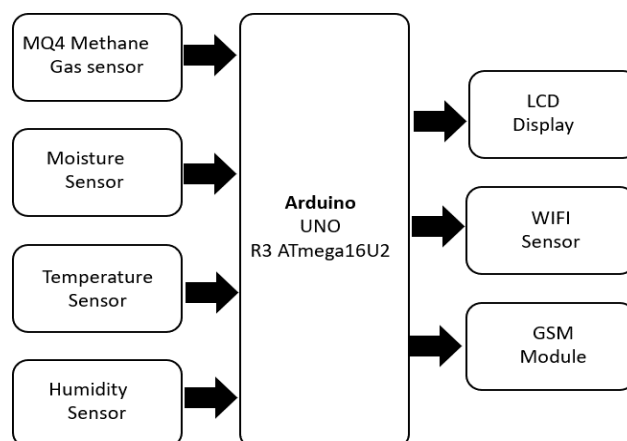 MQ4 Methane
Gas sensor
Moisture
Sensor
Temperature
Sensor
Humidity
Sensor
Arduino
UNO
R3 ATmega16U2
LCD
Display
WIFI
Sensor
GSM
Module